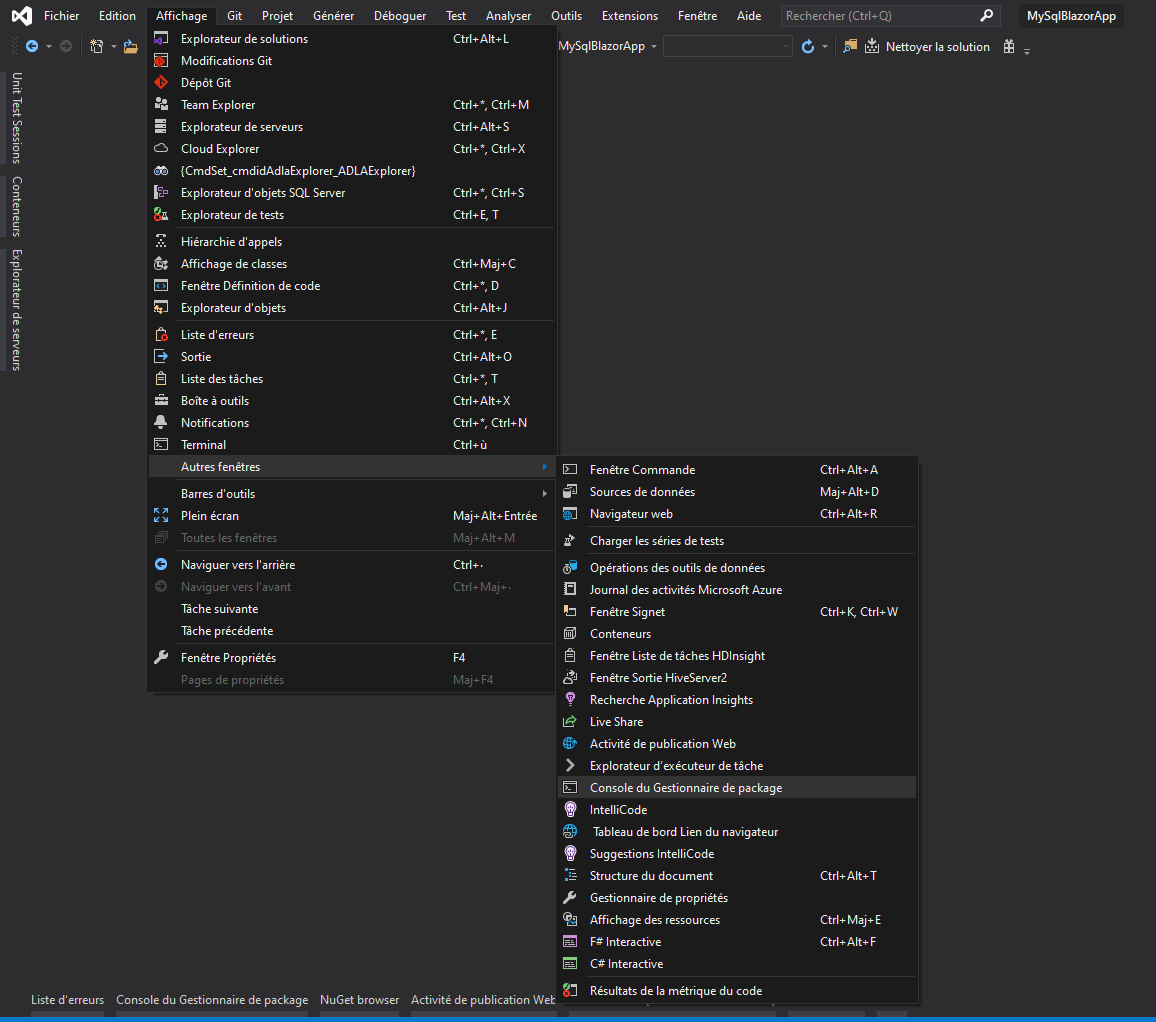 Fichier Edition Affichage Git Projet Générer Déboguer Test Analyser Outils Extensions Fenêtre Aide Rechercher (Ctrl+Q) MySqlBlazorApp
MySqlBlazorApp Nettoyer la solution
Unit Test Sessions
Conteneurs
Explorateur de serveurs
Explorateur de solutions Ctrl+Alt+L
Modifications Git
Dépôt Git
Team Explorer Ctrl+*, Ctrl+M
Explorateur de serveurs Ctrl+Alt+S
Cloud Explorer Ctrl+*, Ctrl+X
{CmdSet_cmdidAdlaExplorer_ADLAExplorer}
Explorateur d'objets SQL Server Ctrl+*, Ctrl+S
Explorateur de tests Ctrl+E, T
Hiérarchie d'appels
Affichage de classes Ctrl+Maj+C
Fenêtre Définition de code Ctrl+*, D
Explorateur d'objets Ctrl+Alt+J
Liste d'erreurs Ctrl+*, E
Sortie Ctrl+Alt+O
Liste des tâches Ctrl+*, T
Boîte à outils Ctrl+Alt+X
Notifications Ctrl+*, Ctrl+N
Terminal Ctrl+ù
Autres fenêtres
Barres d'outils
Plein écran Maj+Alt+Entrée
Toutes les fenêtres Maj+Alt+M
Naviguer vers l'arrière Ctrl+·
Naviguer vers l'avant Ctrl+Maj+·
Tâche suivante
Tâche précédente
Fenêtre Propriétés F4
Pages de propriétés Maj+F4
Fenêtre Commande Ctrl+Alt+A
Sources de données Maj+Alt+D
Navigateur web Ctrl+Alt+R
Charger les séries de tests
Opérations des outils de données
Journal des activités Microsoft Azure
Fenêtre Signet Ctrl+K, Ctrl+W
Conteneurs
Fenêtre Liste de tâches HDInsight
Fenêtre Sortie HiveServer2
Recherche Application Insights
Live Share
Activité de publication Web
Explorateur d'exécuteur de tâche
Console du Gestionnaire de package
IntelliCode
Tableau de bord Lien du navigateur
Suggestions IntelliCode
Structure du document Ctrl+Alt+T
Gestionnaire de propriétés
Affichage des ressources Ctrl+Maj+E
F# Interactive Ctrl+Alt+F
C# Interactive
Résultats de la métrique du code
Liste d'erreurs Console du Gestionnaire de package NuGet browser Activité de publication Web